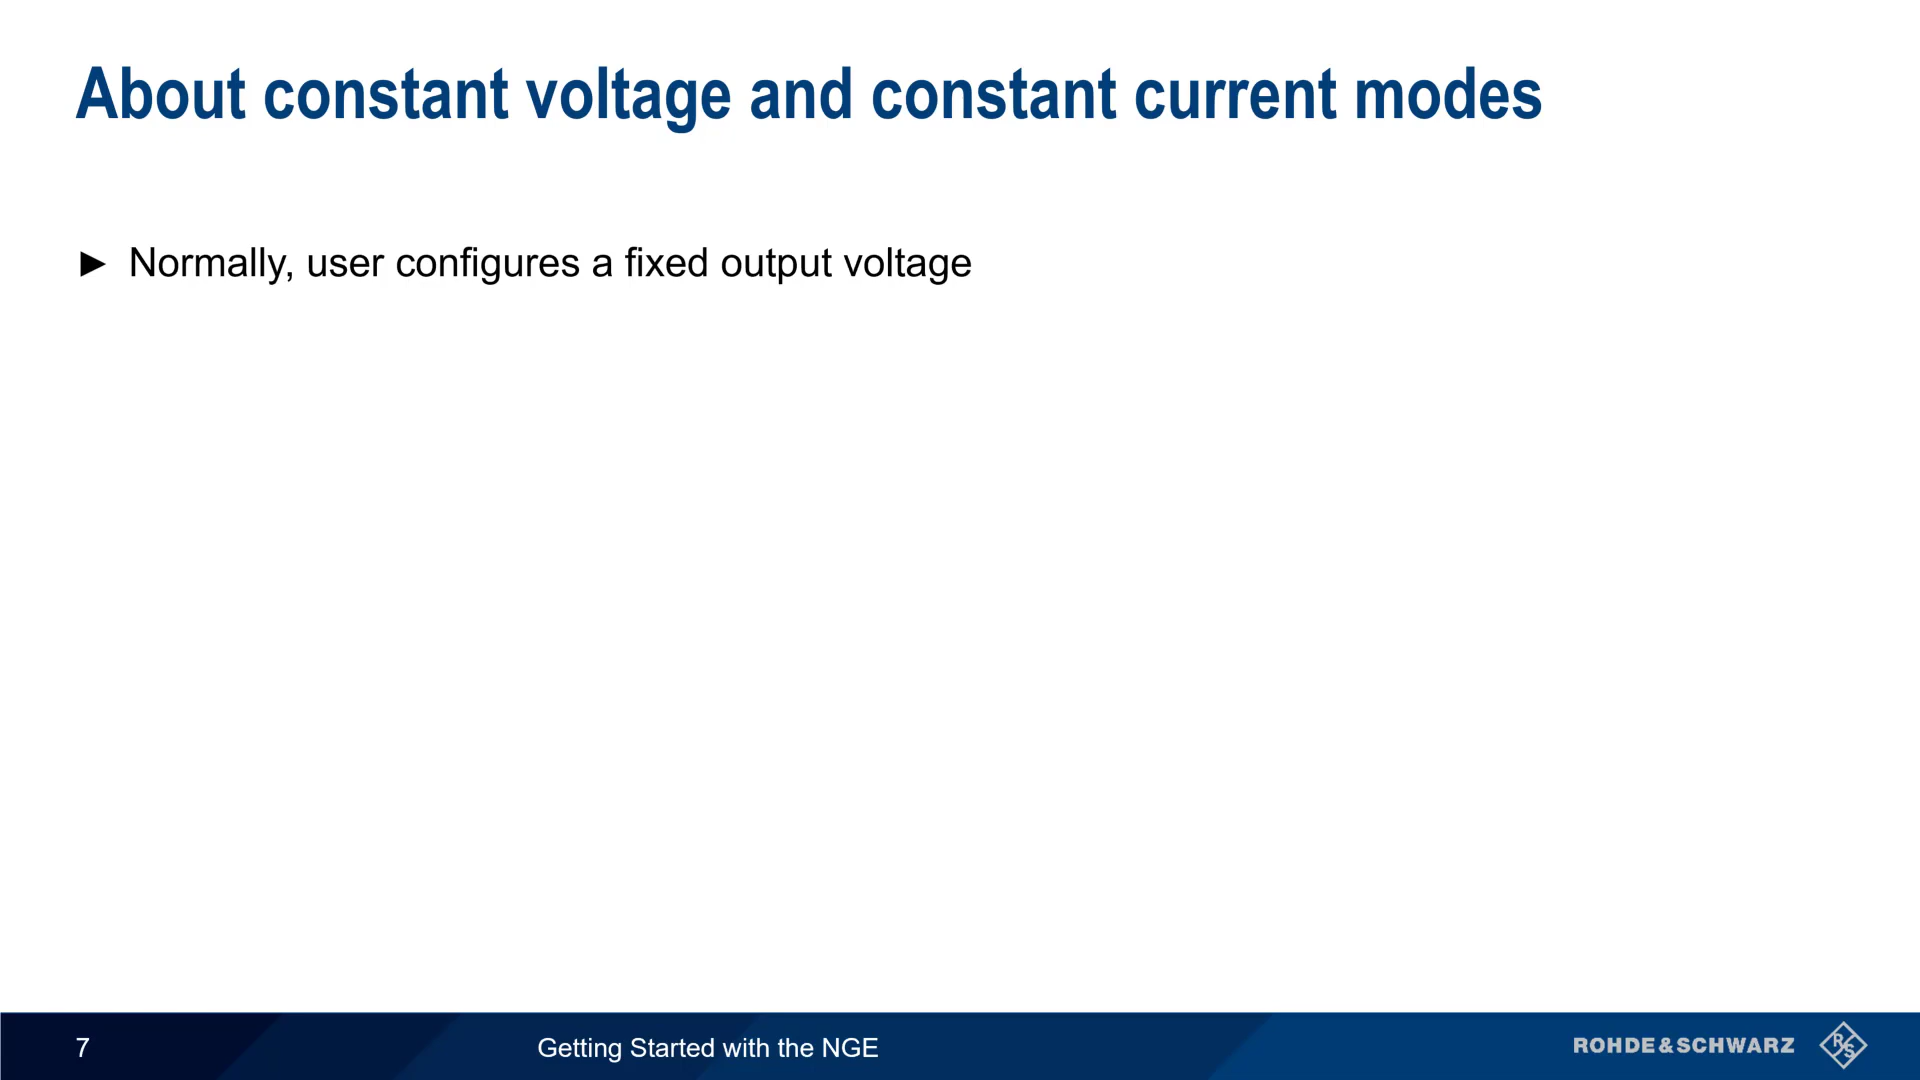 About constant voltage and constant current modes
► Normally, user configures a fixed output voltage
7
Getting Started with the NGE
ROHDE&SCHWARZ
R
S